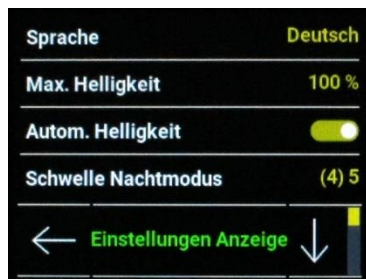 Sprache Deutsch
Max. Helligkeit 100 %
Autom. Helligkeit
Schwelle Nachtmodus (4) 5
Einstellungen Anzeige